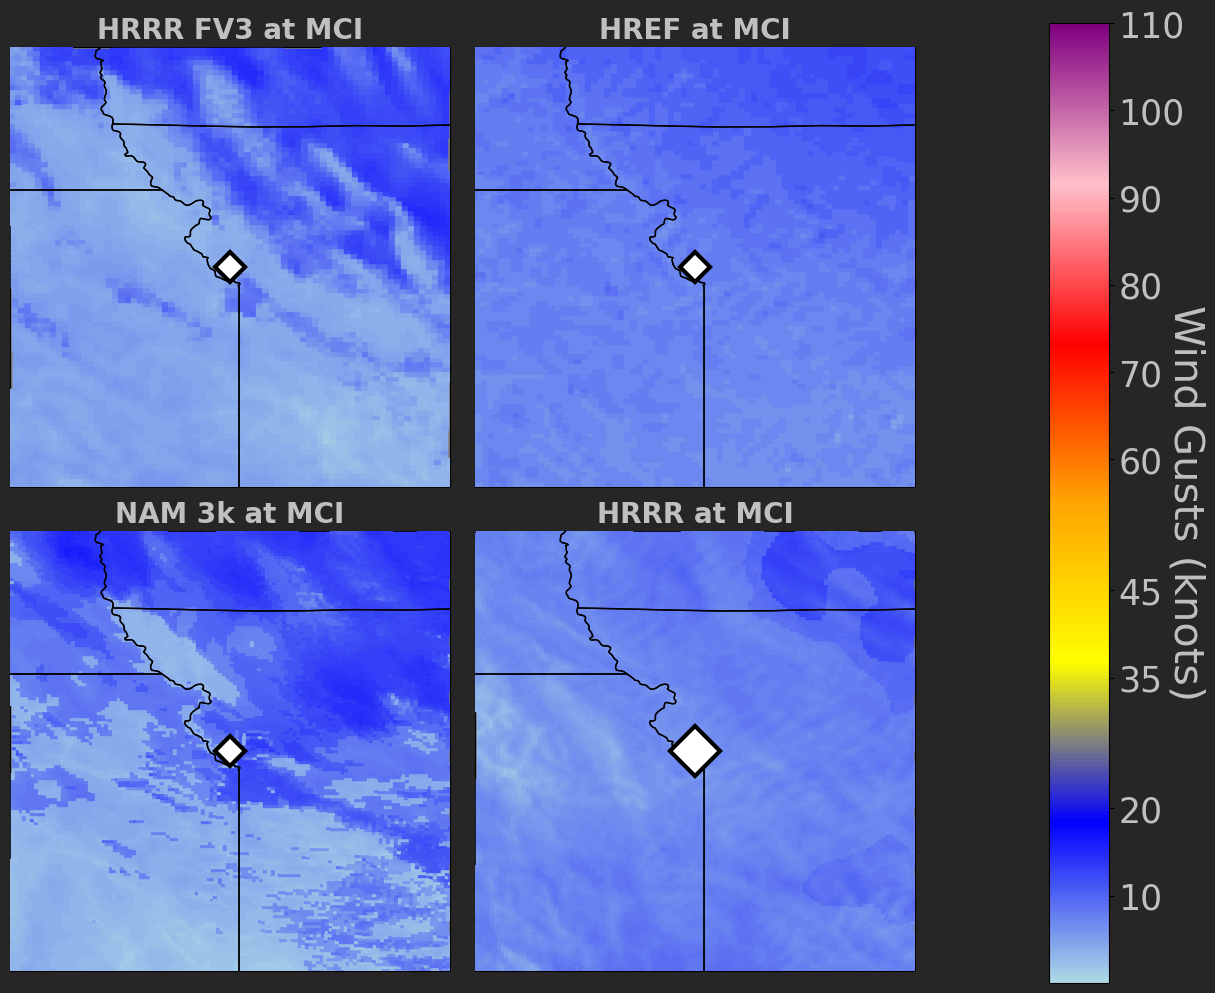 HRRR FV3 at MCI
HREF at MCI
NAM 3k at MCI
HRRR at MCI
110
100
90
80
70
60
45
35
20
10
Wind Gusts (knots)